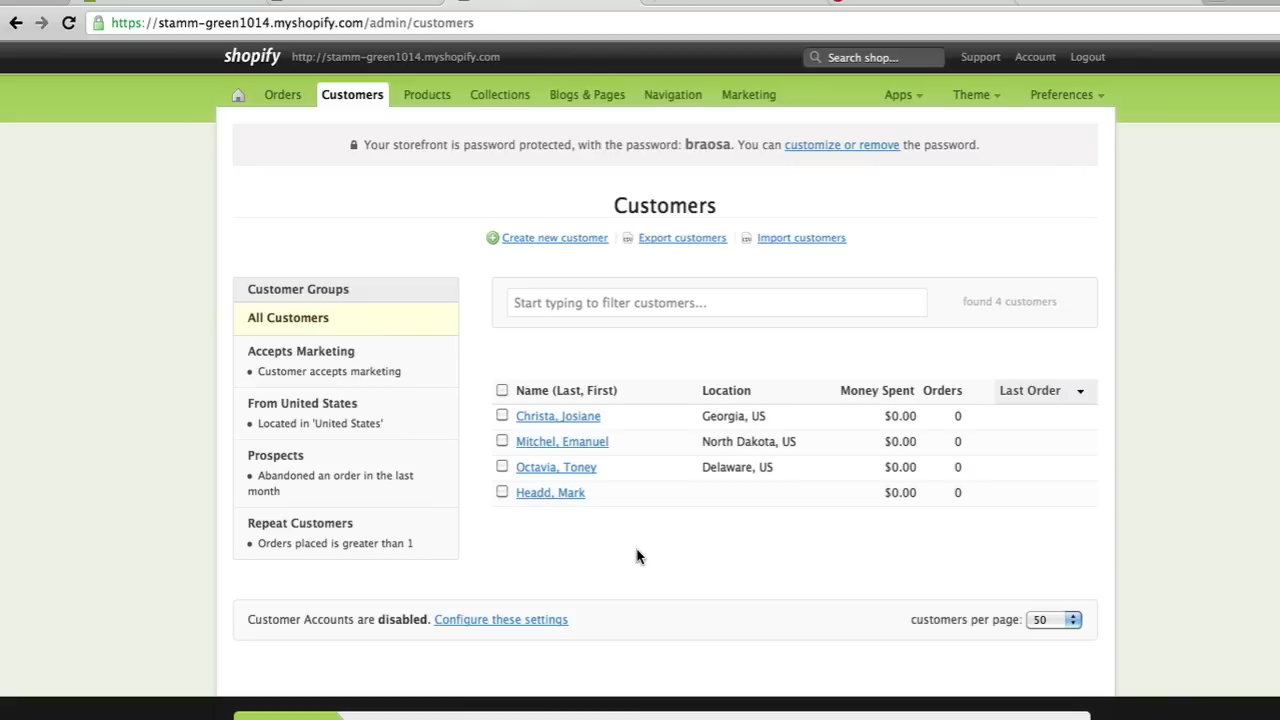 https://stamm-green1014.myshopify.com/admin/customers
shopify http://stamm-green1014.myshopify.com Search shop... Support Account Logout
Orders Customers Products Collections Blogs & Pages Navigation Marketing Apps Theme Preferences
Your storefront is password protected, with the password: braosa. You can customize or remove the password.
Customers
Create new customer Export customers Import customers
Customer Groups
All Customers
Accepts Marketing
• Customer accepts marketing
From United States
• Located in 'United States'
Prospects
• Abandoned an order in the last
month
Repeat Customers
• Orders placed is greater than 1
Start typing to filter customers... found 4 customers
Name (Last, First) Location Money Spent Orders Last Order
Christa, Josiane Georgia, US $0.00 0
Mitchel, Emanuel North Dakota, US $0.00 0
Octavia, Toney Delaware, US $0.00 0
Headd, Mark $0.00 0
Customer Accounts are disabled. Configure these settings customers per page: 50